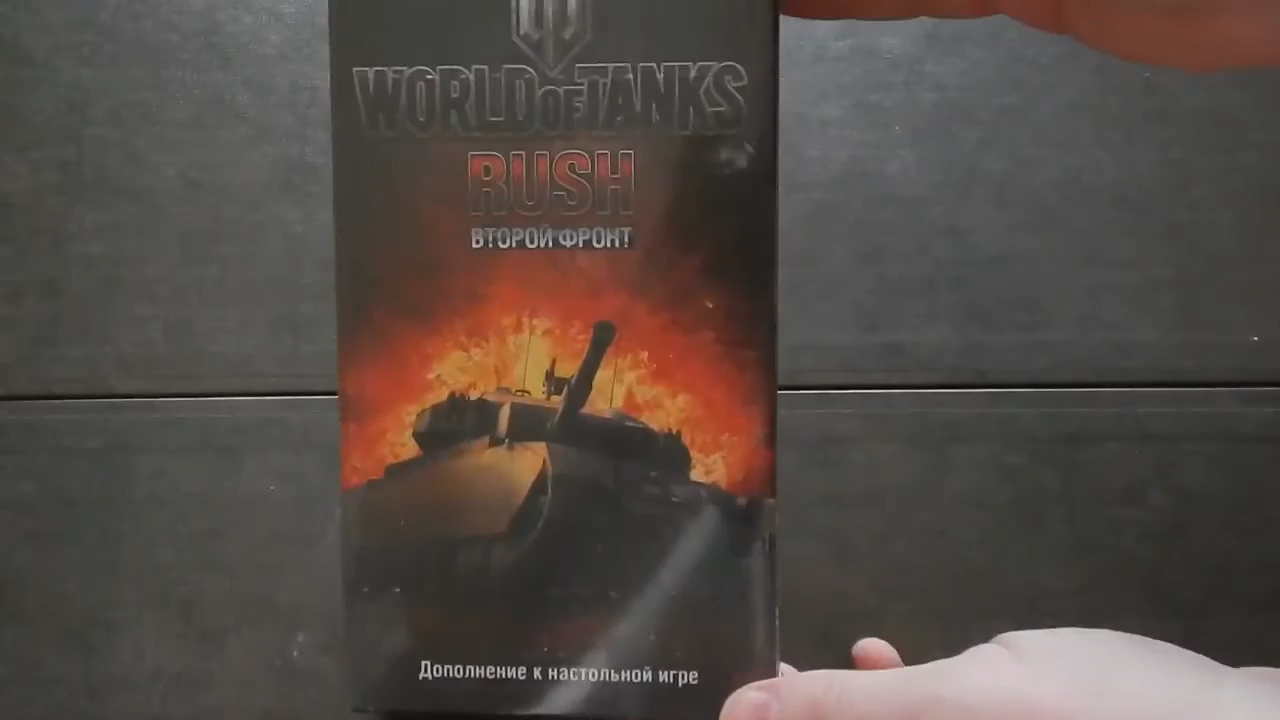 WORLD OF TANKS
RUSH
ВТОРОЙ ФРОНТ
Дополнение к настольной игре